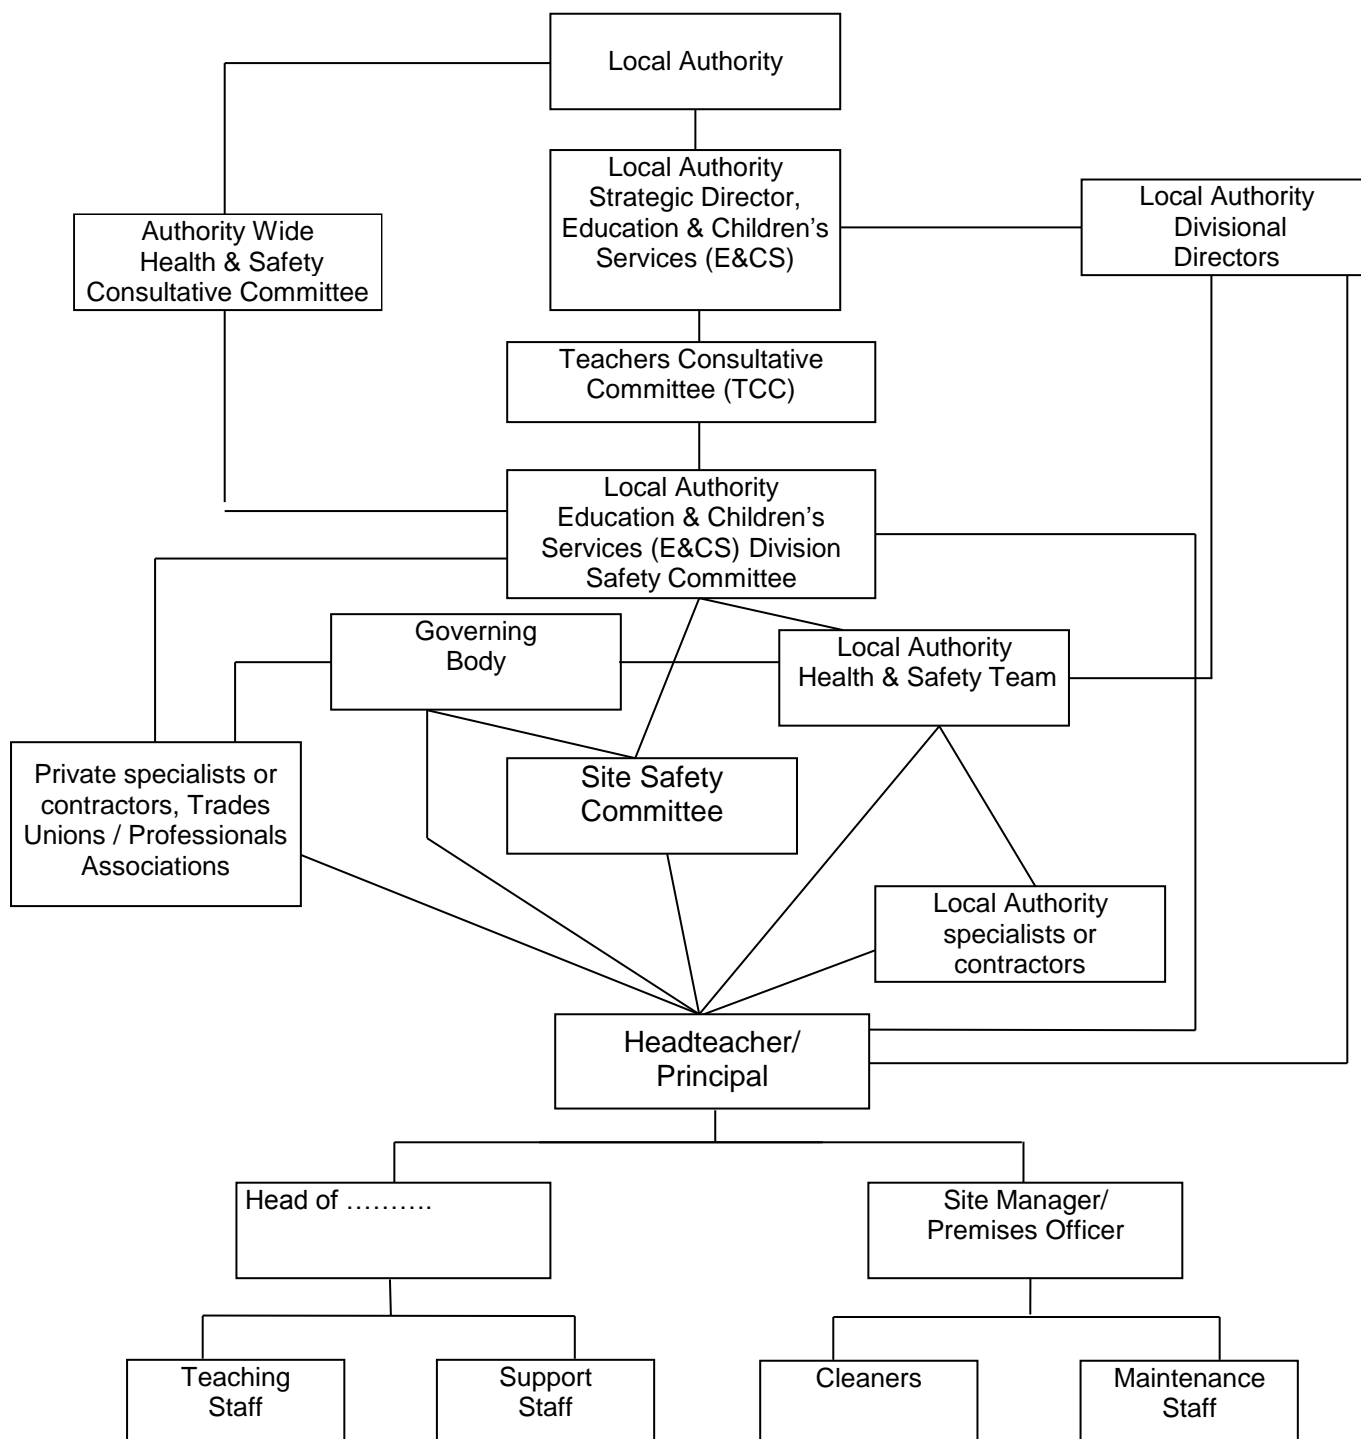 Local Authority
Local Authority
Strategic Director,
Education & Children’s
Services (E&CS)
Local Authority
Divisional
Directors
Authority Wide
Health & Safety
Consultative Committee
Teachers Consultative
Committee (TCC)
Local Authority
Education & Children’s
Services (E&CS) Division
Safety Committee
Governing
Body
Local Authority
Health & Safety Team
Private specialists or
contractors, Trades
Unions / Professionals
Associations
Site Safety
Committee
Local Authority
specialists or
contractors
Headteacher/
Principal
Head of ……….
Site Manager/
Premises Officer
Teaching
Staff
Support
Staff
Cleaners
Maintenance
Staff